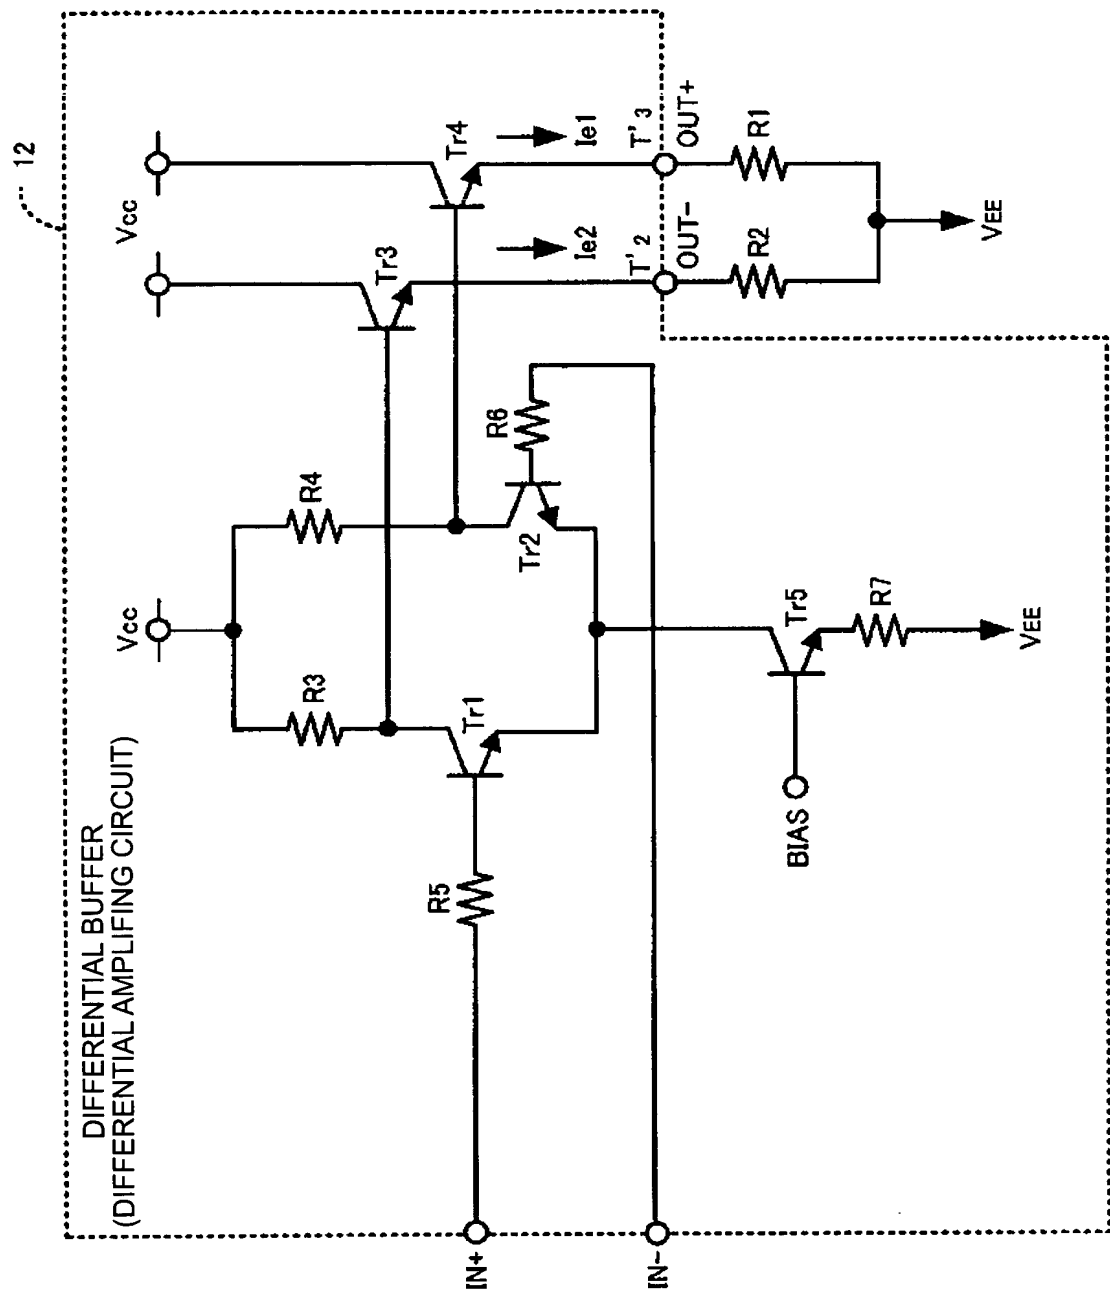 12
DIFFERENTIAL BUFFER
(DIFFERENTIAL AMPLIFING CIRCUIT)
Vcc
Vcc
R3
R4
Tr3
Tr4
Tr1
Tr2
R5
R6
Ie2
Ie1
T'2
T'3
OUT-
OUT+
R2
R1
VEE
IN+
IN-
BIAS
Tr5
R7
VEE